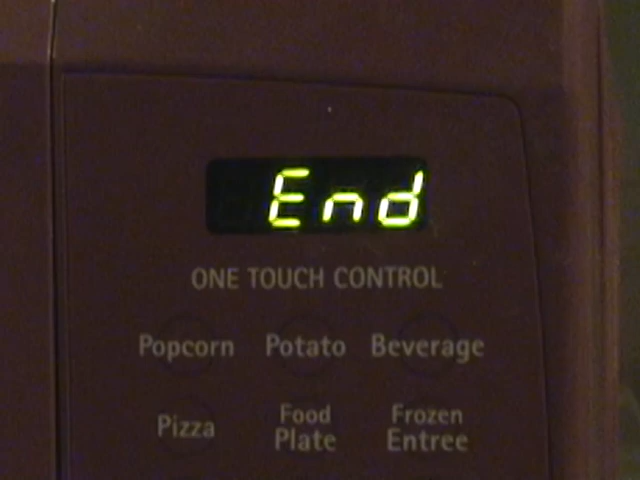 End
ONE TOUCH CONTROL
Popcorn Potato Beverage
Pizza Food Plate Frozen Entree